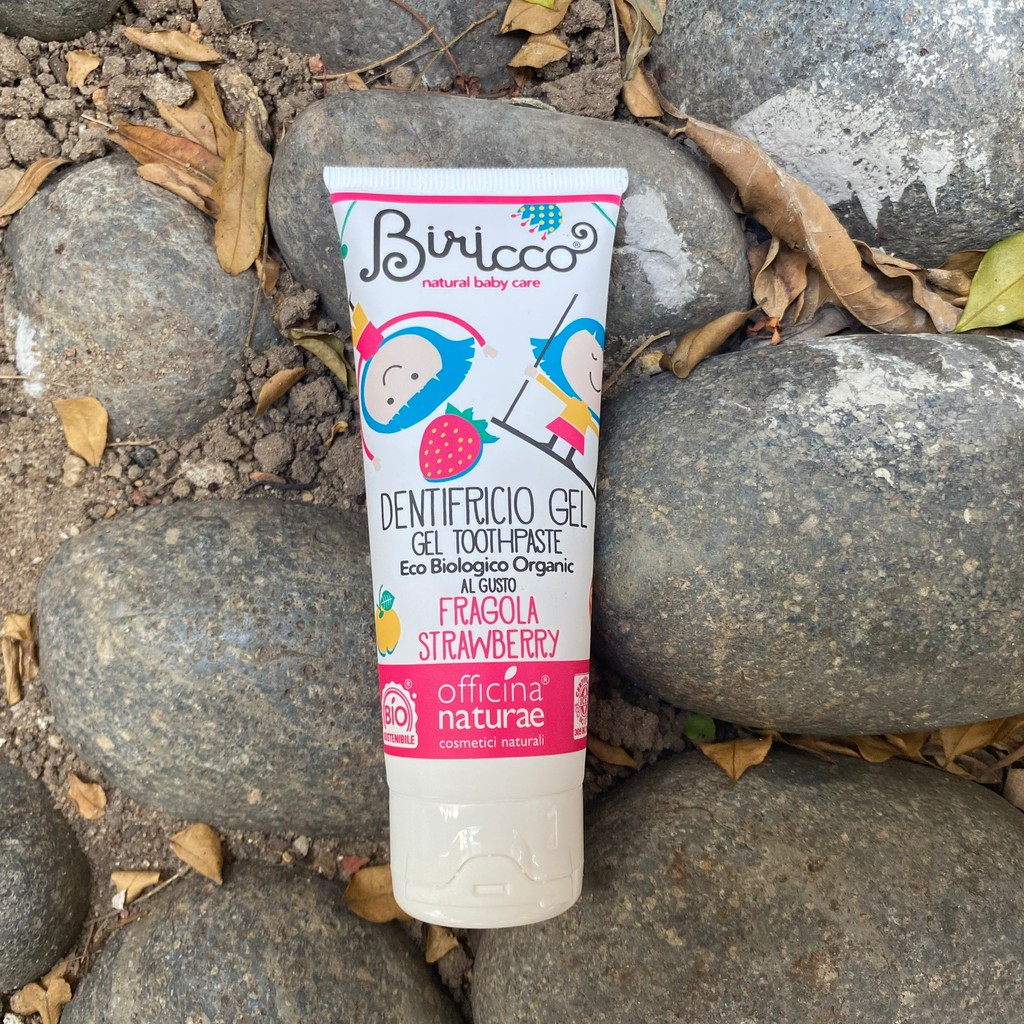 Biricco®
natural baby care
DENTIFRICIO GEL
GEL TOOTHPASTE
Eco Biologico Organic
AL GUSTO
FRAGOLA
STRAWBERRY
BIO ®
officina®
naturae
cosmetici naturali